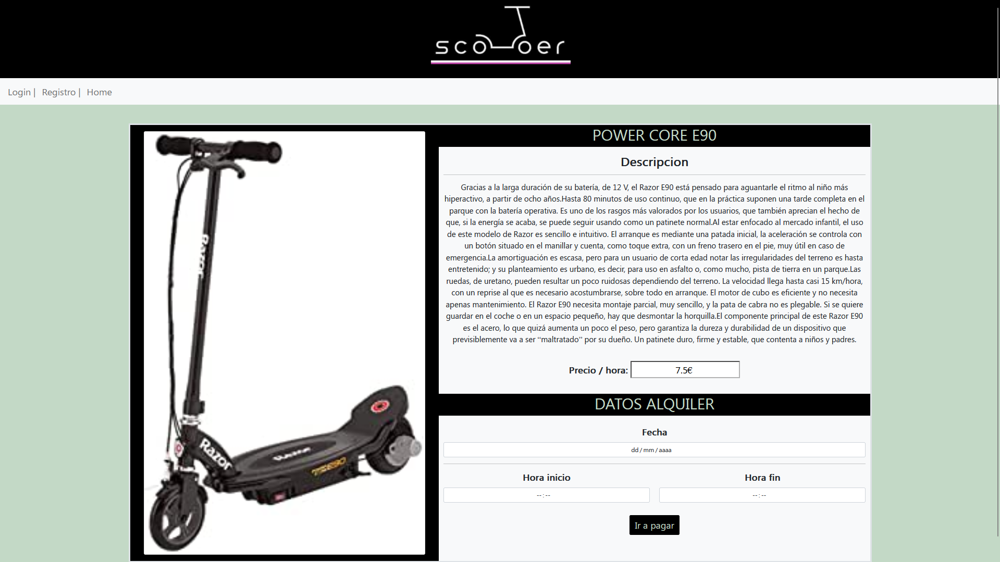 scooter
Login | Registro | Home
POWER CORE E90
Descripcion
Gracias a la larga duración de su batería, de 12 V, el Razor E90 está pensado para aguantarle el ritmo al niño más
hiperactivo, a partir de ocho años.Hasta 80 minutos de uso continuo, que en la práctica suponen una tarde completa en el
parque con la batería operativa. Es uno de los rasgos más valorados por los usuarios, que también aprecian el hecho de
que, si la energía se acaba, se puede seguir usando como un patinete normal.Al estar enfocado al mercado infantil, el uso
de este modelo de Razor es sencillo e intuitivo. El arranque es mediante una patada inicial, la aceleración se controla con
un botón situado en el manillar y cuenta, como toque extra, con un freno trasero en el pie, muy útil en caso de
emergencia.La amortiguación es escasa, pero para un usuario de corta edad notar las irregularidades del terreno es hasta
entretenido; y su planteamiento es urbano, es decir, para uso en asfalto o, como mucho, pista de tierra en un parque.Las
ruedas, de uretano, pueden resultar un poco ruidosas dependiendo del terreno. La velocidad llega hasta casi 15 km/hora,
con un reprise al que es necesario acostumbrarse, sobre todo en arranque. El motor de cubo es eficiente y no necesita
apenas mantenimiento. El Razor E90 necesita montaje parcial, muy sencillo, y la pata de cabra no es plegable. Si se quiere
guardar en el coche o en un espacio pequeño, hay que desmontar la horquilla.El componente principal de este Razor E90
es el acero, lo que quizá aumenta un poco el peso, pero garantiza la dureza y durabilidad de un dispositivo que
previsiblemente va a ser “maltratado” por su dueño. Un patinete duro, firme y estable, que contenta a niños y padres.
Precio / hora: 7.5€
DATOS ALQUILER
Fecha
dd / mm / aaaa
Hora inicio Hora fin
--:-- --:--
Ir a pagar
Razor
Razor